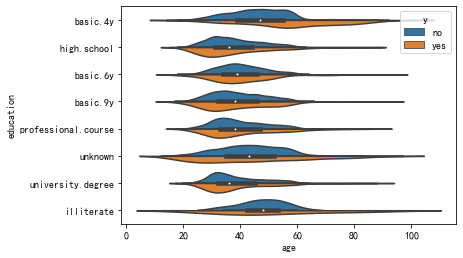 education
basic.4y
high.school
basic.6y
basic.9y
professional.course
unknown
university.degree
illiterate
y
no
yes
0 20 40 60 80 100
age